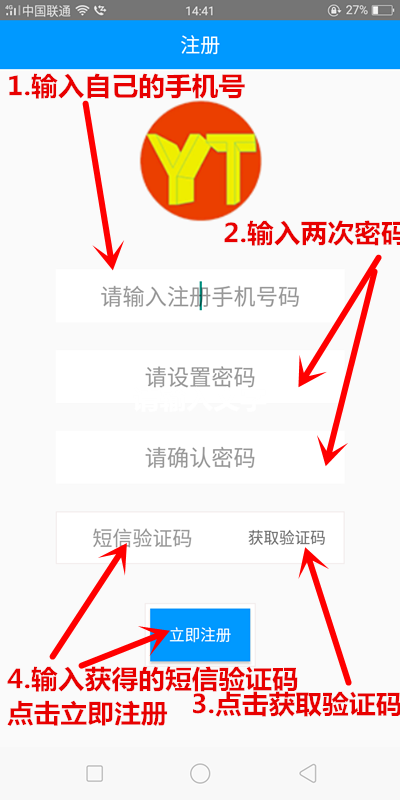 4G 中国联通 14:41 27%
注册
1.输入自己的手机号
YT
2.输入两次密码
请输入注册手机号码
请设置密码
请确认密码
短信验证码 获取验证码
立即注册
4.输入获得的短信验证码
点击立即注册
3.点击获取验证码